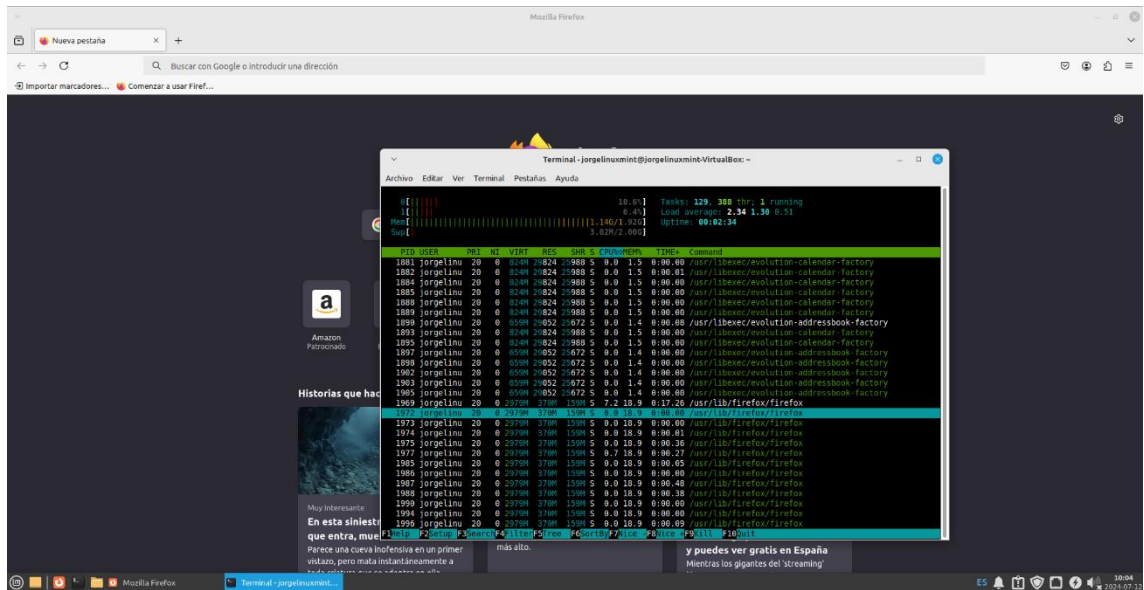 Mozilla Firefox
Nueva pestaña
Buscar con Google o introducir una dirección
Importar marcadores... Comenzar a usar Firef...
Terminal - jorgelinuxmint@jorgelinuxmint-VirtualBox: ~
Archivo Editar Ver Terminal Pestañas Ayuda
0[||||| 10.6%] Tasks: 129, 388 thr; 1 running
1[|||| 6.4%] Load average: 2.34 1.30 0.51
Mem[ 1.14G/1.92G] Uptime: 00:02:34
Swp[ 3.02M/2.00G]
PID USER PRI NI VIRT RES SHR S CPU%▽MEM% TIME+ Command
1881 jorgelinu 20 0 824M 29824 25988 S 0.0 1.5 0:00.00 /usr/libexec/evolution-calendar-factory
1882 jorgelinu 20 0 824M 29824 25988 S 0.0 1.5 0:00.01 /usr/libexec/evolution-calendar-factory
1884 jorgelinu 20 0 824M 29824 25988 S 0.0 1.5 0:00.00 /usr/libexec/evolution-calendar-factory
1885 jorgelinu 20 0 824M 29824 25988 S 0.0 1.5 0:00.00 /usr/libexec/evolution-calendar-factory
1888 jorgelinu 20 0 824M 29824 25988 S 0.0 1.5 0:00.00 /usr/libexec/evolution-calendar-factory
1889 jorgelinu 20 0 824M 29824 25988 S 0.0 1.5 0:00.00 /usr/libexec/evolution-calendar-factory
1890 jorgelinu 20 0 659M 29052 25672 S 0.0 1.4 0:00.08 /usr/libexec/evolution-addressbook-factory
1893 jorgelinu 20 0 824M 29824 25988 S 0.0 1.5 0:00.00 /usr/libexec/evolution-calendar-factory
1895 jorgelinu 20 0 824M 29824 25988 S 0.0 1.5 0:00.00 /usr/libexec/evolution-calendar-factory
1897 jorgelinu 20 0 659M 29052 25672 S 0.0 1.4 0:00.00 /usr/libexec/evolution-addressbook-factory
1898 jorgelinu 20 0 659M 29052 25672 S 0.0 1.4 0:00.00 /usr/libexec/evolution-addressbook-factory
1902 jorgelinu 20 0 659M 29052 25672 S 0.0 1.4 0:00.00 /usr/libexec/evolution-addressbook-factory
1903 jorgelinu 20 0 659M 29052 25672 S 0.0 1.4 0:00.00 /usr/libexec/evolution-addressbook-factory
1905 jorgelinu 20 0 659M 29052 25672 S 0.0 1.4 0:00.00 /usr/libexec/evolution-addressbook-factory
1969 jorgelinu 20 0 2979M 370M 159M S 7.2 18.9 0:17.26 /usr/lib/firefox/firefox
1972 jorgelinu 20 0 2979M 370M 159M S 0.0 18.9 0:00.00 /usr/lib/firefox/firefox
1973 jorgelinu 20 0 2979M 370M 159M S 0.0 18.9 0:00.00 /usr/lib/firefox/firefox
1974 jorgelinu 20 0 2979M 370M 159M S 0.0 18.9 0:00.01 /usr/lib/firefox/firefox
1975 jorgelinu 20 0 2979M 370M 159M S 0.0 18.9 0:00.36 /usr/lib/firefox/firefox
1977 jorgelinu 20 0 2979M 370M 159M S 0.7 18.9 0:00.27 /usr/lib/firefox/firefox
1985 jorgelinu 20 0 2979M 370M 159M S 0.0 18.9 0:00.05 /usr/lib/firefox/firefox
1986 jorgelinu 20 0 2979M 370M 159M S 0.0 18.9 0:00.00 /usr/lib/firefox/firefox
1987 jorgelinu 20 0 2979M 370M 159M S 0.0 18.9 0:00.48 /usr/lib/firefox/firefox
1988 jorgelinu 20 0 2979M 370M 159M S 0.0 18.9 0:00.38 /usr/lib/firefox/firefox
1990 jorgelinu 20 0 2979M 370M 159M S 0.0 18.9 0:00.00 /usr/lib/firefox/firefox
1994 jorgelinu 20 0 2979M 370M 159M S 0.0 18.9 0:00.00 /usr/lib/firefox/firefox
1996 jorgelinu 20 0 2979M 370M 159M S 0.0 18.9 0:00.09 /usr/lib/firefox/firefox
F1Help F2Setup F3Search F4Filter F5Tree F6SortBy F7Nice - F8Nice + F9Kill F10Quit
a
Amazon
Patrocinado
Historias que hac
Muy Interesante
En esta siniestr
que entra, mue
Parece una cueva inofensiva en un primer
vistazo, pero mata instantáneamente a
más alto.
y puedes ver gratis en España
Mientras los gigantes del 'streaming'
Mozilla Firefox
Terminal - jorgelinuxmint...
ES
10:04
2024-07-12